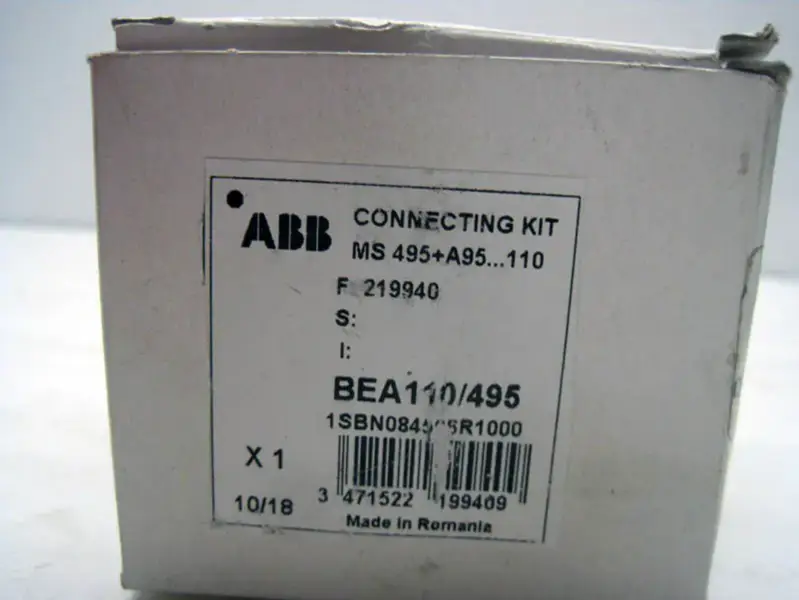 ABB
CONNECTING KIT
MS 495+A95...110
F 219940
S:
I:
BEA110/495
X 1
3 471522 199409
10/18
Made in Romania